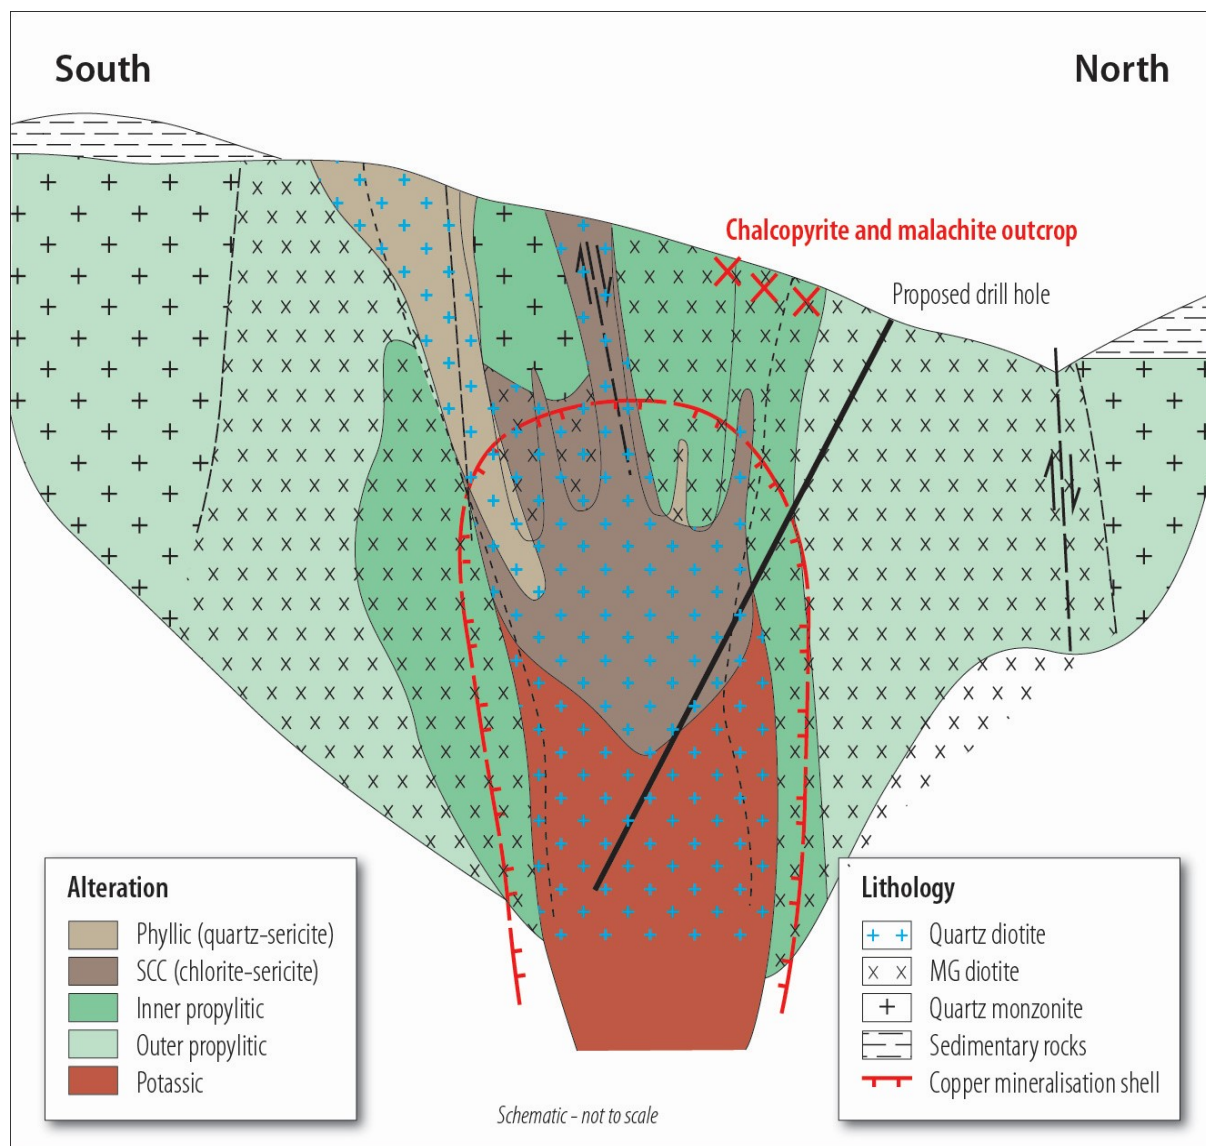 South
North
Chalcopyrite and malachite outcrop
Proposed drill hole
Alteration
Phyllic (quartz-sericite)
SCC (chlorite-sericite)
Inner propylitic
Outer propylitic
Potassic
Schematic - not to scale
Lithology
Quartz diotite
MG diotite
Quartz monzonite
Sedimentary rocks
Copper mineralisation shell